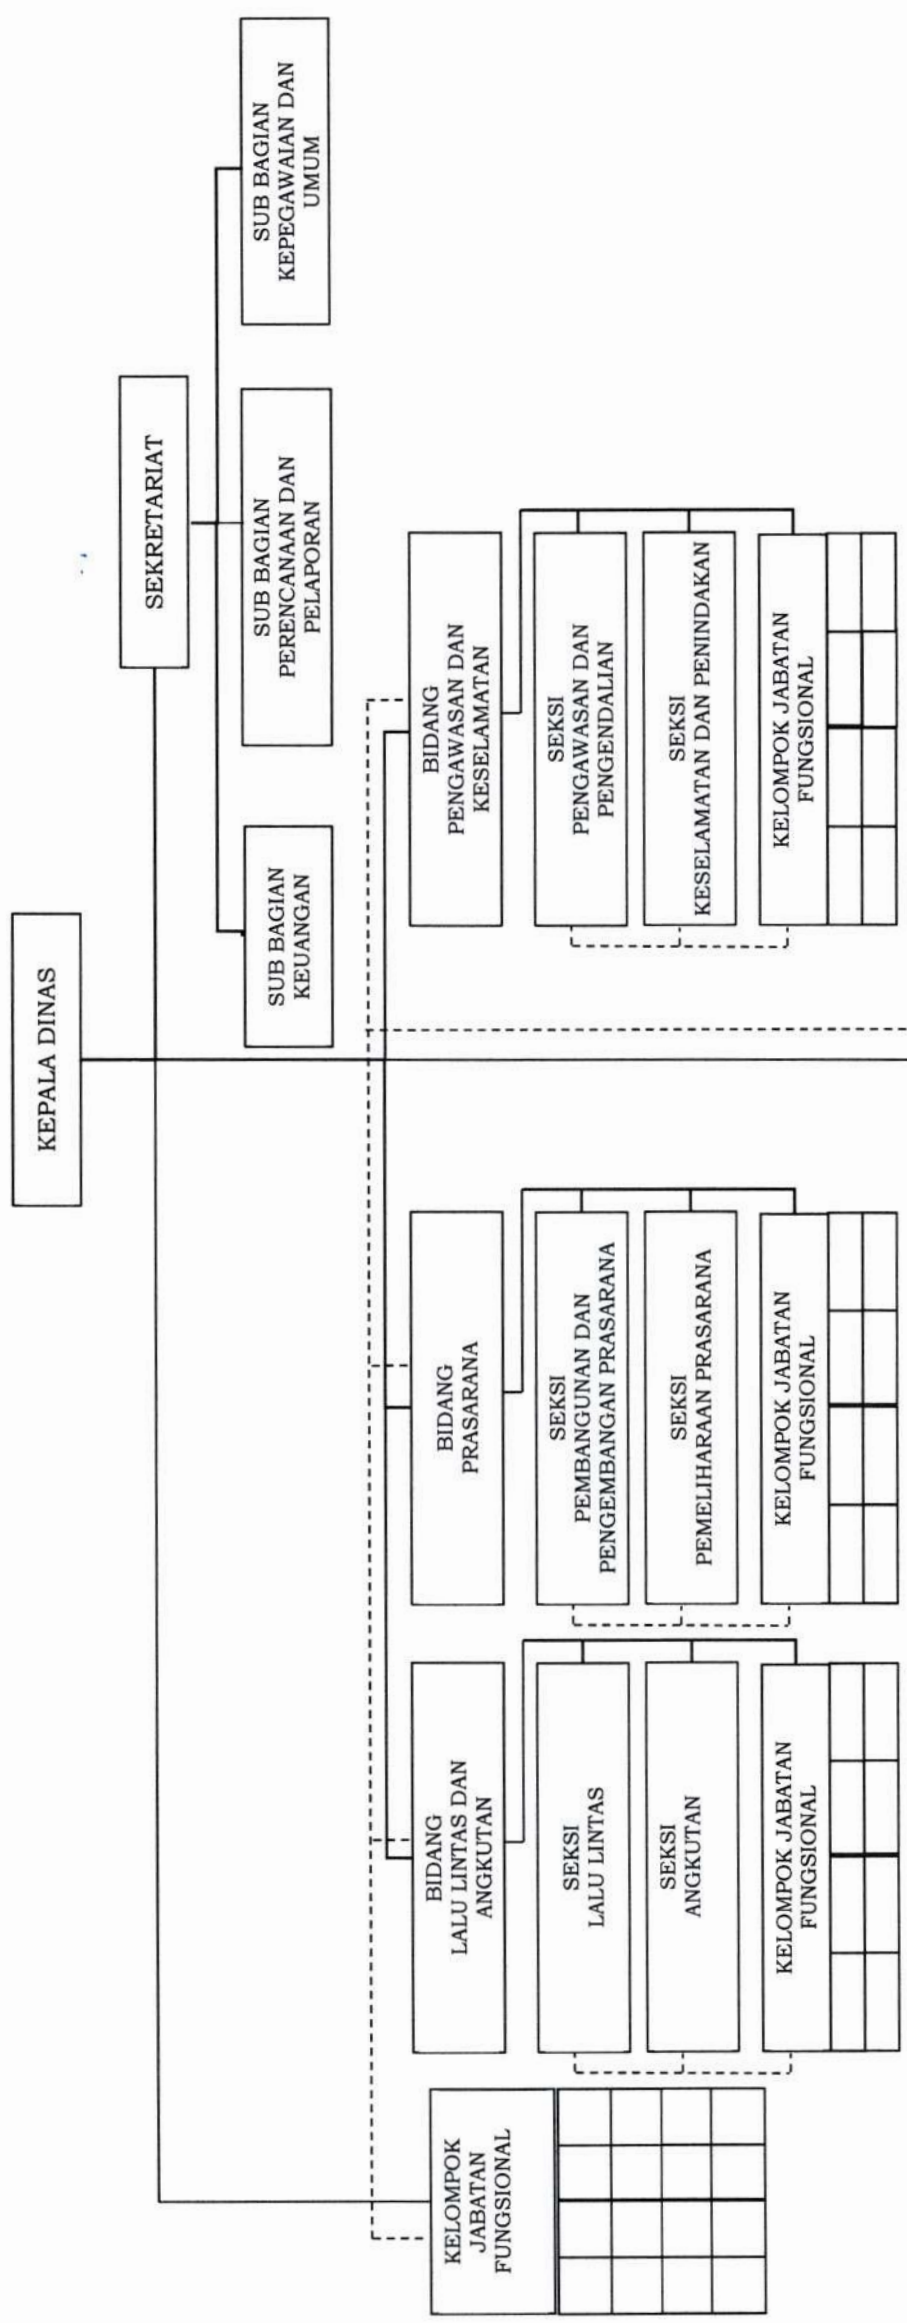 KEPALA DINAS
SEKRETARIAT
SUB BAGIAN
KEUANGAN
SUB BAGIAN
PERENCANAAN DAN
PELAPORAN
SUB BAGIAN
KEPEGAWAIAN DAN
UMUM
KELOMPOK
JABATAN
FUNGSIONAL
BIDANG
LALU LINTAS DAN
ANGKUTAN
SEKSI
LALU LINTAS
SEKSI
ANGKUTAN
KELOMPOK JABATAN
FUNGSIONAL
BIDANG
PRASARANA
SEKSI
PEMBANGUNAN DAN
PENGEMBANGAN PRASARANA
SEKSI
PEMELIHARAAN PRASARANA
KELOMPOK JABATAN
FUNGSIONAL
BIDANG
PENGAWASAN DAN
KESELAMATAN
SEKSI
PENGAWASAN DAN
PENGENDALIAN
SEKSI
KESELAMATAN DAN PENINDAKAN
KELOMPOK JABATAN
FUNGSIONAL